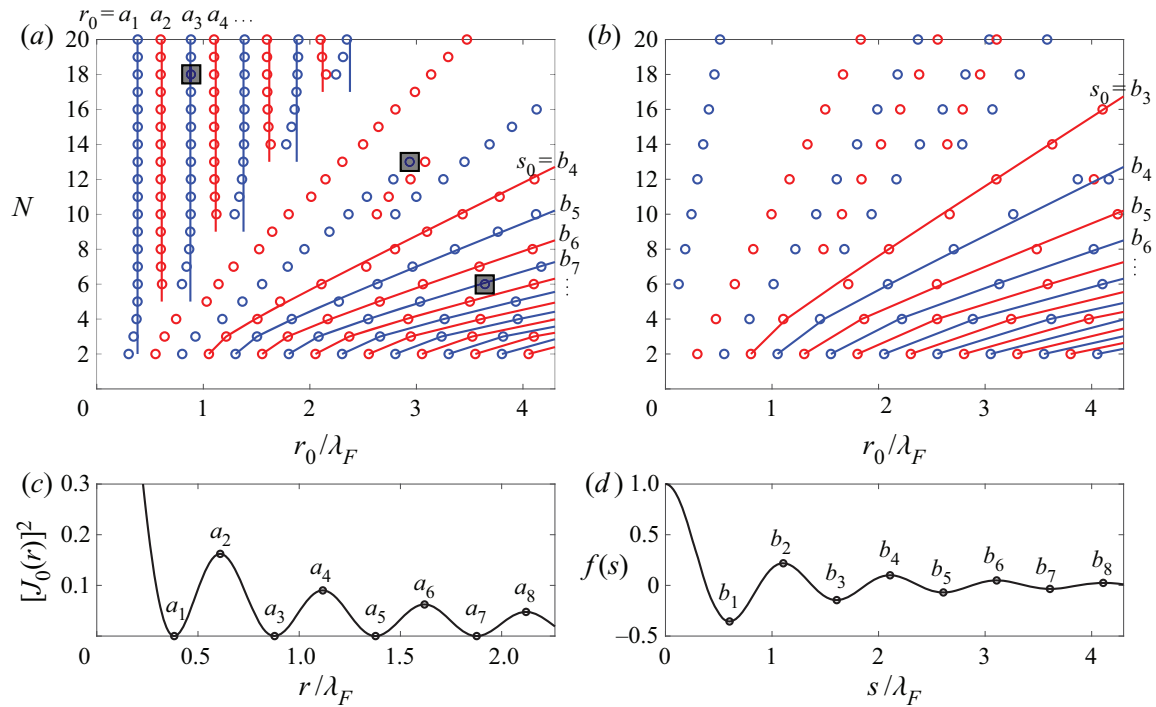 r0 = a1 a2 a3 a4 ...
(a) (b)
20 20
18 18
16 16
14 14
12 12
10 10
8 8
6 6
4 4
2 2
N
s0 = b4
b5
b6
b7
⋮
s0 = b3
b4
b5
b6
⋮
0 1 2 3 4 0 1 2 3 4
r0/λF r0/λF
(c) (d)
0.3
0.2
0.1
0
[J0(r)]²
a1 a2 a3 a4 a5 a6 a7 a8
0.5 1.0 1.5 2.0
r/λF
1.0
0.5
0
−0.5
f(s)
b1 b2 b3 b4 b5 b6 b7 b8
0 1 2 3 4
s/λF